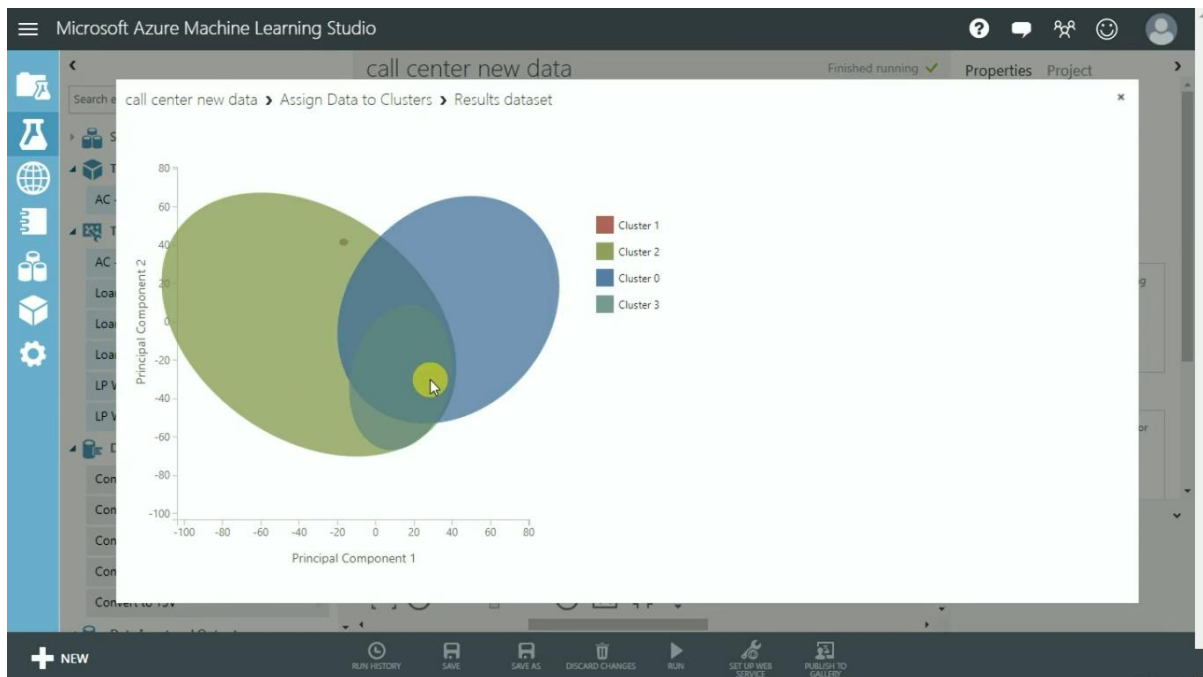 Microsoft Azure Machine Learning Studio
call center new data
Finished running
Properties Project
Search e
call center new data > Assign Data to Clusters > Results dataset
80
60
40
20
0
-20
-40
-60
-80
-100
Principal Component 2
-100 -80 -60 -40 -20 0 20 40 60 80
Principal Component 1
Cluster 1
Cluster 2
Cluster 0
Cluster 3
S
T
AC -
T
AC -
Loa
Loa
Loa
LP V
LP V
D
Con
Con
Con
Con
Convert to TSV
g
or
NEW
RUN HISTORY
SAVE
SAVE AS
DISCARD CHANGES
RUN
SET UP WEB
SERVICE
PUBLISH TO
GALLERY